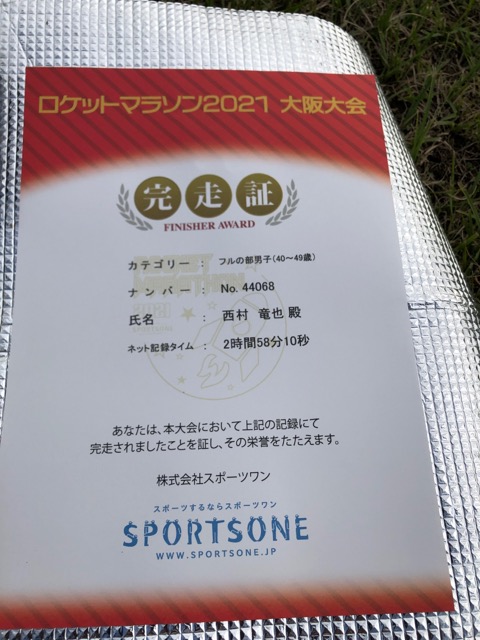 ロケットマラソン2021 大阪大会
完走証
FINISHER AWARD
カテゴリー : フルの部男子(40～49歳)
ナンバー : No. 44068
氏名 : 西村 竜也 殿
ネット記録タイム : 2時間58分10秒
あなたは、本大会において上記の記録にて
完走されましたことを証し、その栄誉をたたえます。
株式会社スポーツワン
スポーツするならスポーツワン
SPORTSONE
WWW.SPORTSONE.JP